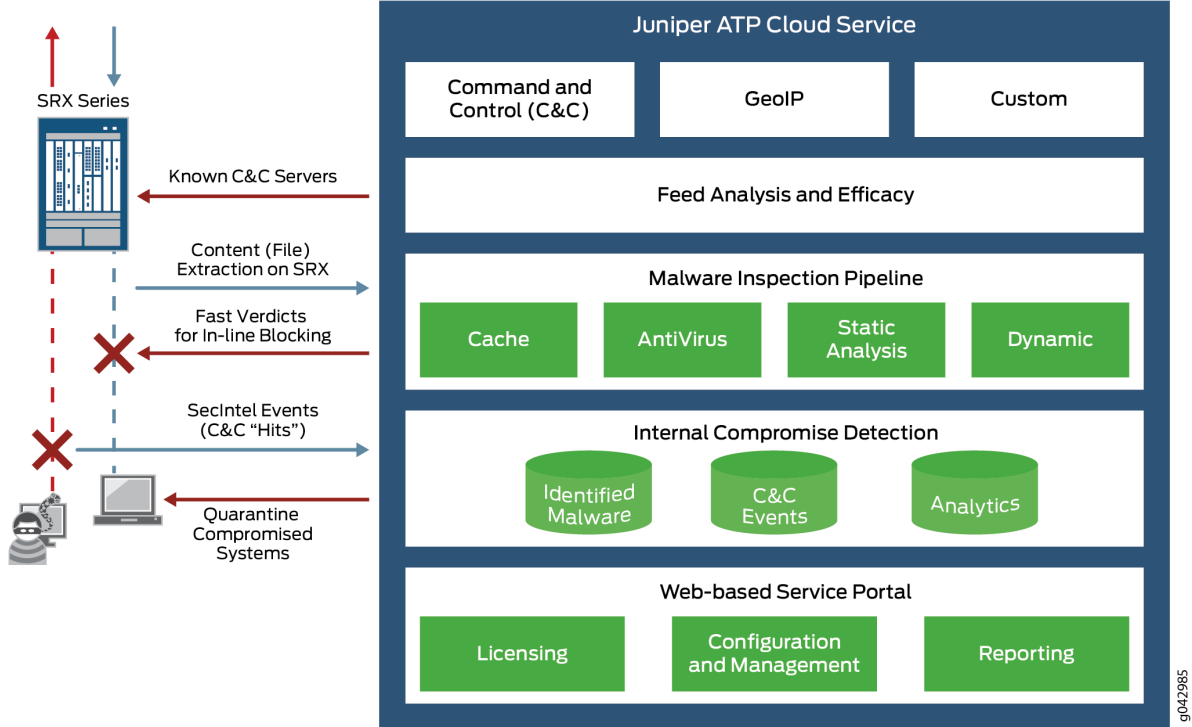 Juniper ATP Cloud Service
SRX Series
Command and
Control (C&C)
GeoIP
Custom
Known C&C Servers
Feed Analysis and Efficacy
Content (File)
Extraction on SRX
Malware Inspection Pipeline
Fast Verdicts
for In-line Blocking
Cache
AntiVirus
Static
Analysis
Dynamic
SecIntel Events
(C&C “Hits”)
Internal Compromise Detection
Identified
Malware
C&C
Events
Analytics
Quarantine
Compromised
Systems
Web-based Service Portal
Licensing
Configuration
and Management
Reporting
g042985